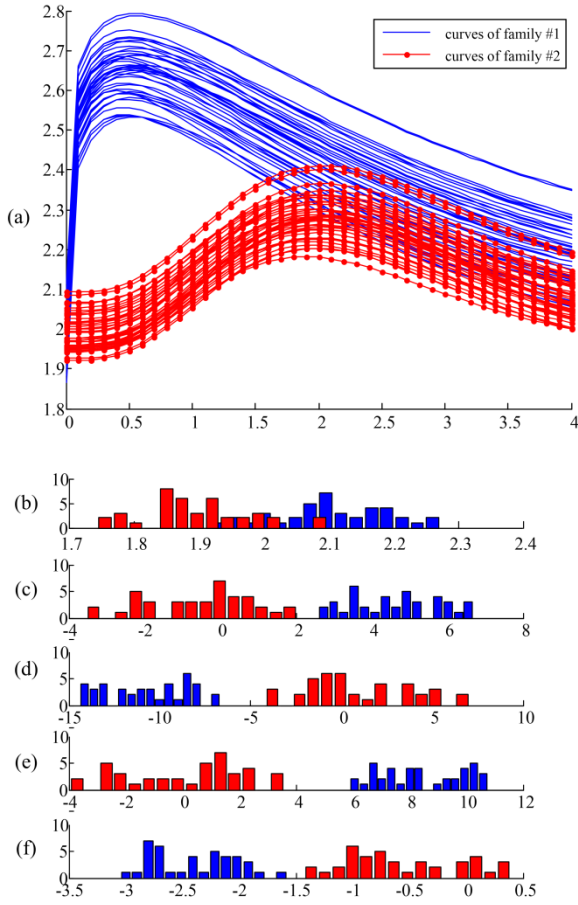 2.8
curves of family #1
2.7
curves of family #2
2.6
2.5
2.4
(a)
2.3
2.2
2.1
2
1.9
1.8
0 0.5 1 1.5 2 2.5 3 3.5 4
10
(b) 5
0
1.7 1.8 1.9 2 2.1 2.2 2.3 2.4
10
(c) 5
0
-4 -2 0 2 4 6 8
10
(d) 5
0
-15 -10 -5 0 5 10
10
(e) 5
0
-4 -2 0 2 4 6 8 10 12
10
(f) 5
0
-3.5 -3 -2.5 -2 -1.5 -1 -0.5 0 0.5